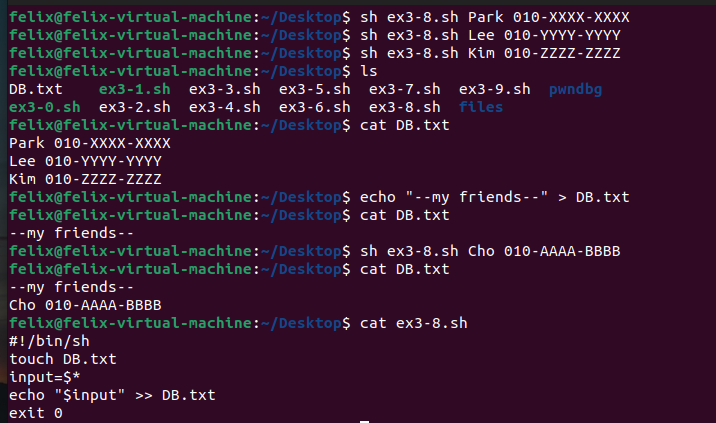 felix@felix-virtual-machine:~/Desktop$ sh ex3-8.sh Park 010-XXXX-XXXX
felix@felix-virtual-machine:~/Desktop$ sh ex3-8.sh Lee 010-YYYY-YYYY
felix@felix-virtual-machine:~/Desktop$ sh ex3-8.sh Kim 010-ZZZZ-ZZZZ
felix@felix-virtual-machine:~/Desktop$ ls
DB.txt    ex3-1.sh  ex3-3.sh  ex3-5.sh  ex3-7.sh  ex3-9.sh  pwndbg
ex3-0.sh  ex3-2.sh  ex3-4.sh  ex3-6.sh  ex3-8.sh  files
felix@felix-virtual-machine:~/Desktop$ cat DB.txt
Park 010-XXXX-XXXX
Lee 010-YYYY-YYYY
Kim 010-ZZZZ-ZZZZ
felix@felix-virtual-machine:~/Desktop$ echo "--my friends--" > DB.txt
felix@felix-virtual-machine:~/Desktop$ cat DB.txt
--my friends--
felix@felix-virtual-machine:~/Desktop$ sh ex3-8.sh Cho 010-AAAA-BBBB
felix@felix-virtual-machine:~/Desktop$ cat DB.txt
--my friends--
Cho 010-AAAA-BBBB
felix@felix-virtual-machine:~/Desktop$ cat ex3-8.sh
#!/bin/sh
touch DB.txt
input=$*
echo "$input" >> DB.txt
exit 0